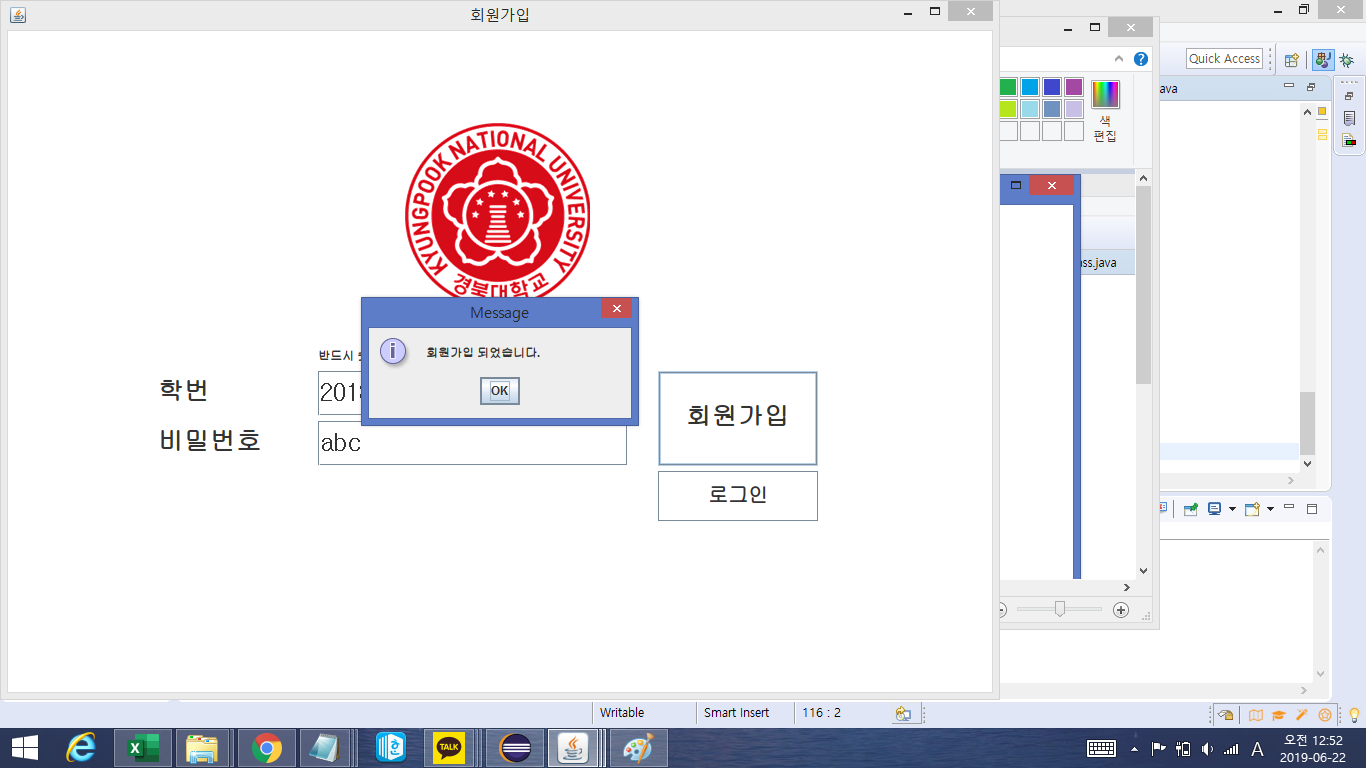 회원가입
Quick Access
ava
색
편집
KYUNGPOOK NATIONAL UNIVERSITY
경북대학교
ass.java
Message
회원가입 되었습니다.
OK
반드시
학번
201
회원가입
비밀번호
abc
로그인
Writable
Smart Insert
116 : 2
TALK
A
오전 12:52
2019-06-22